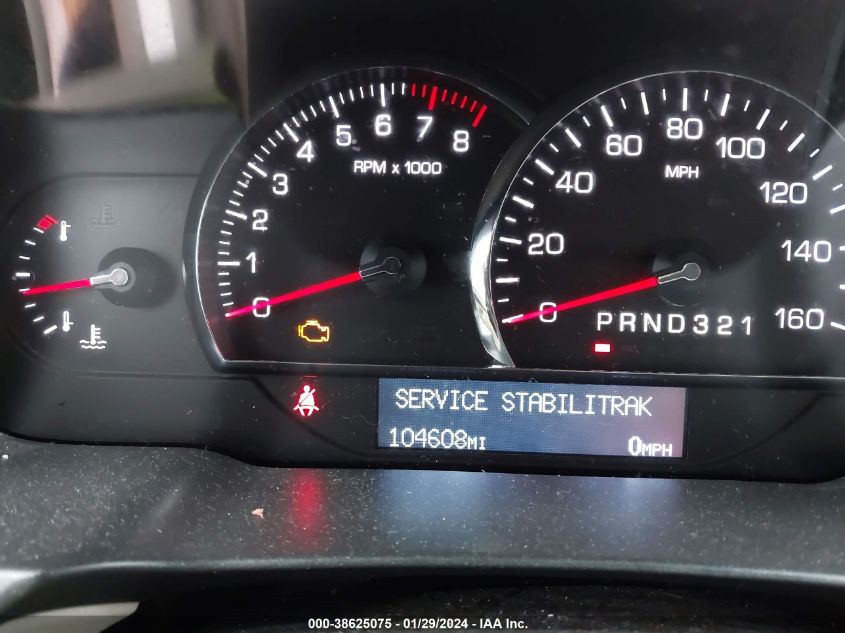 0 1 2 3 4 5 6 7 8
RPM x 1000
0 20 40 60 80 100 120 140 160
MPH
PRND321
SERVICE STABILITRAK
104608MI 0MPH
000-38625075 - 01/29/2024 - IAA Inc.